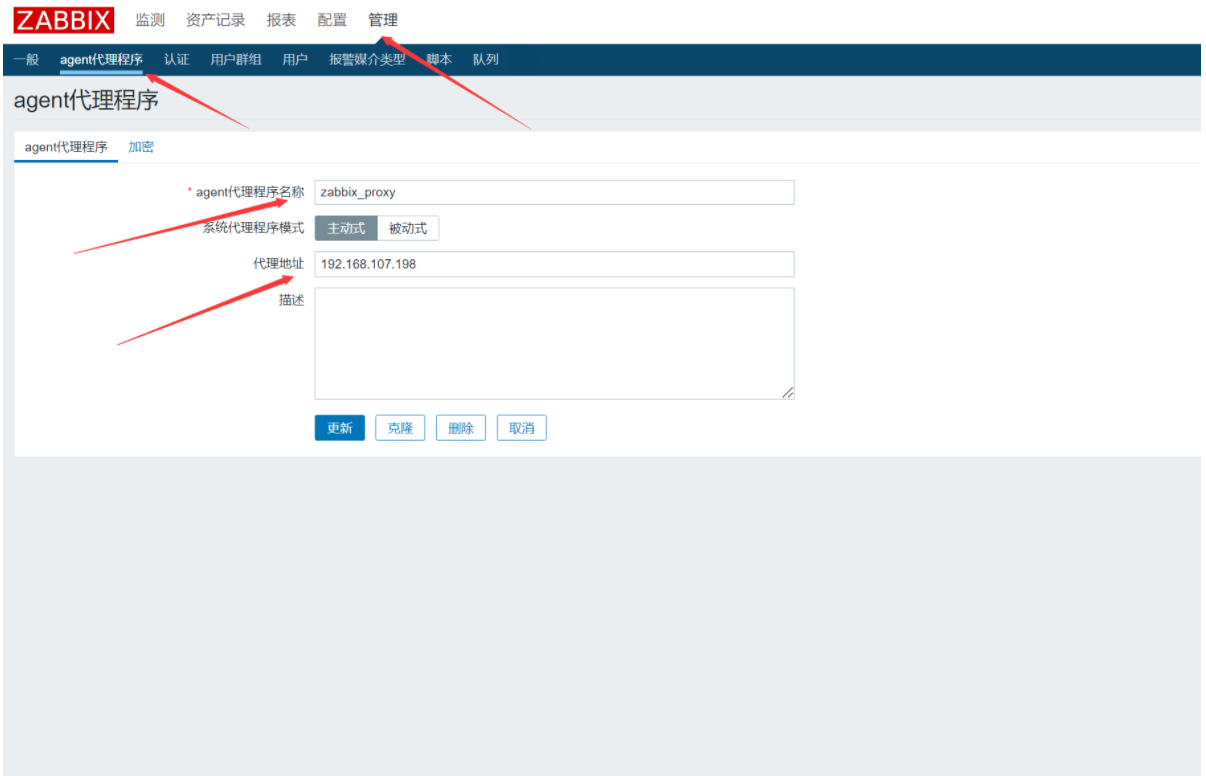 ZABBIX 监测 资产记录 报表 配置 管理
一般 agent代理程序 认证 用户群组 用户 报警媒介类型 脚本 队列
agent代理程序
agent代理程序 加密
* agent代理程序名称 zabbix_proxy
系统代理程序模式 主动式 被动式
代理地址 192.168.107.198
描述
更新 克隆 删除 取消